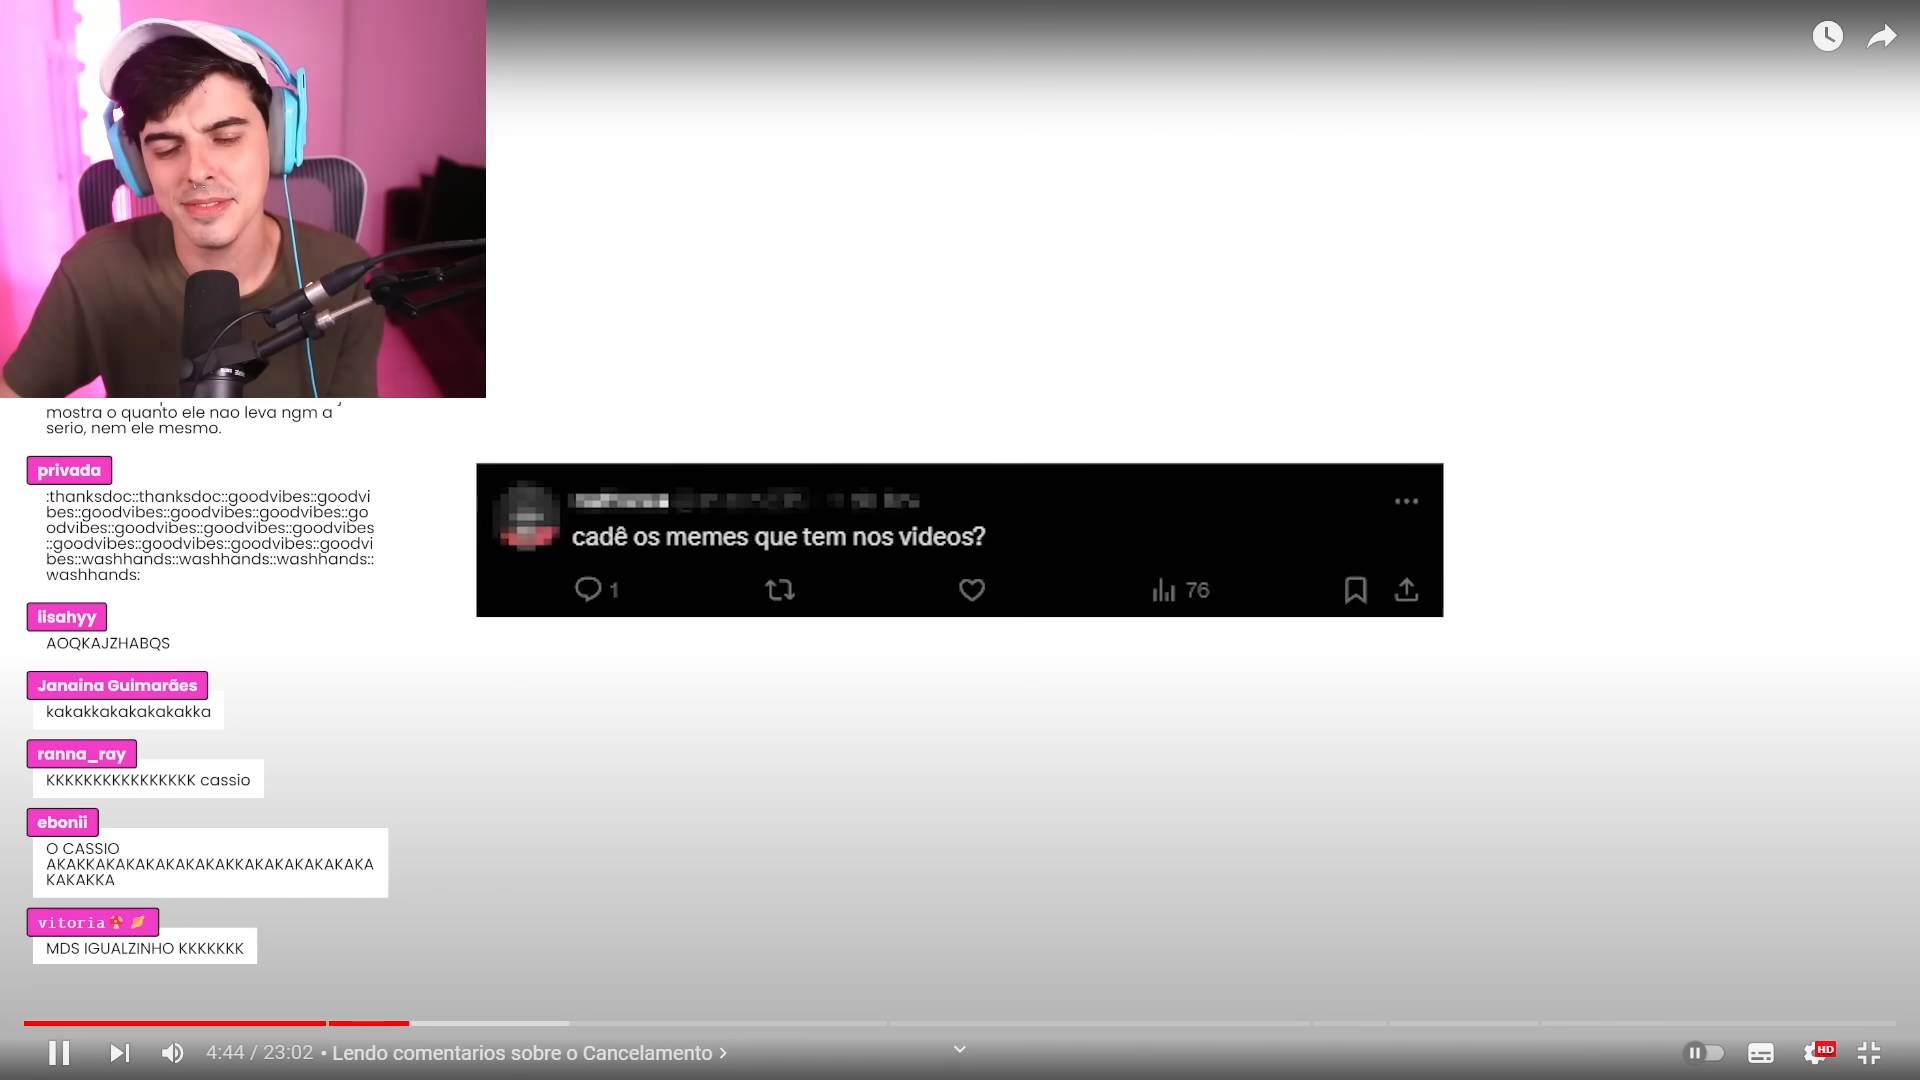 mostra o quanto ele nao leva ngm a
serio, nem ele mesmo.
privada
:thanksdoc::thanksdoc::goodvibes::goodvi
bes::goodvibes::goodvibes::goodvibes::go
odvibes::goodvibes::goodvibes::goodvibes
::goodvibes::goodvibes::goodvibes::goodvi
bes::washhands::washhands::washhands::
washhands:
iisahyy
AOQKAJZHABQS
Janaina Guimarães
kakakkakakakakakka
ranna_ray
KKKKKKKKKKKKKKKK cassio
ebonii
O CASSIO
AKAKKAKAKAKAKAKAKKAKAKAKAKAKAKA
KAKAKKA
vitoria
MDS IGUALZINHO KKKKKKK
cadê os memes que tem nos videos?
1
76
4:44 / 23:02 • Lendo comentarios sobre o Cancelamento
HD